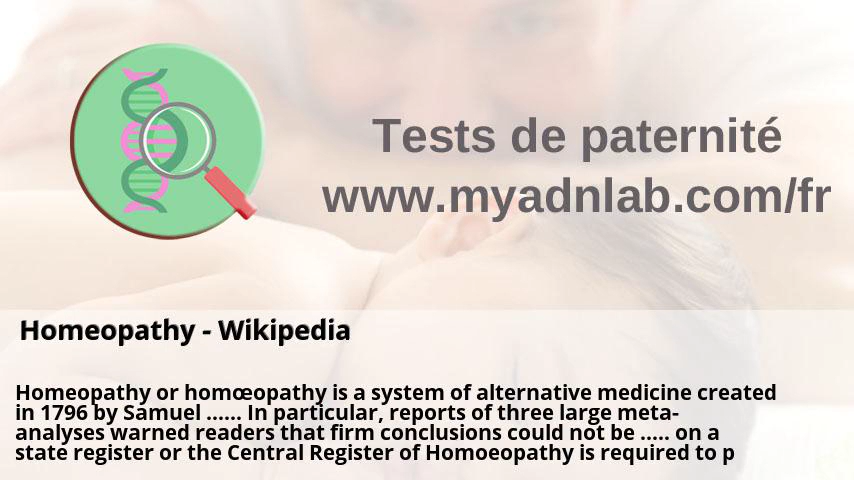 Tests de paternité
www.myadnlab.com/fr
Homeopathy - Wikipedia
Homeopathy or homœopathy is a system of alternative medicine created
in 1796 by Samuel ...... In particular, reports of three large meta-
analyses warned readers that firm conclusions could not be ..... on a
state register or the Central Register of Homoeopathy is required to p